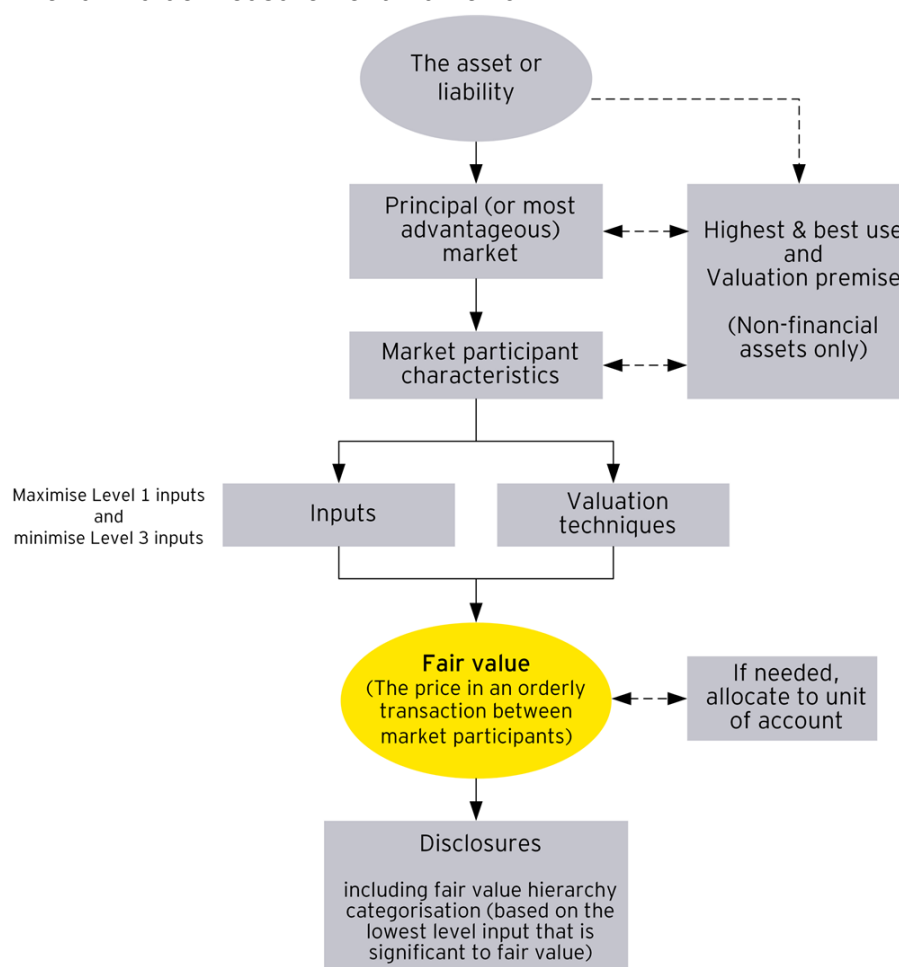 The asset or
liability
Principal (or most
advantageous)
market
Highest & best use
and
Valuation premise
(Non-financial
assets only)
Market participant
characteristics
Maximise Level 1 inputs
and
minimise Level 3 inputs
Inputs
Valuation
techniques
Fair value
(The price in an orderly
transaction between
market participants)
If needed,
allocate to unit
of account
Disclosures
including fair value hierarchy
categorisation (based on the
lowest level input that is
significant to fair value)